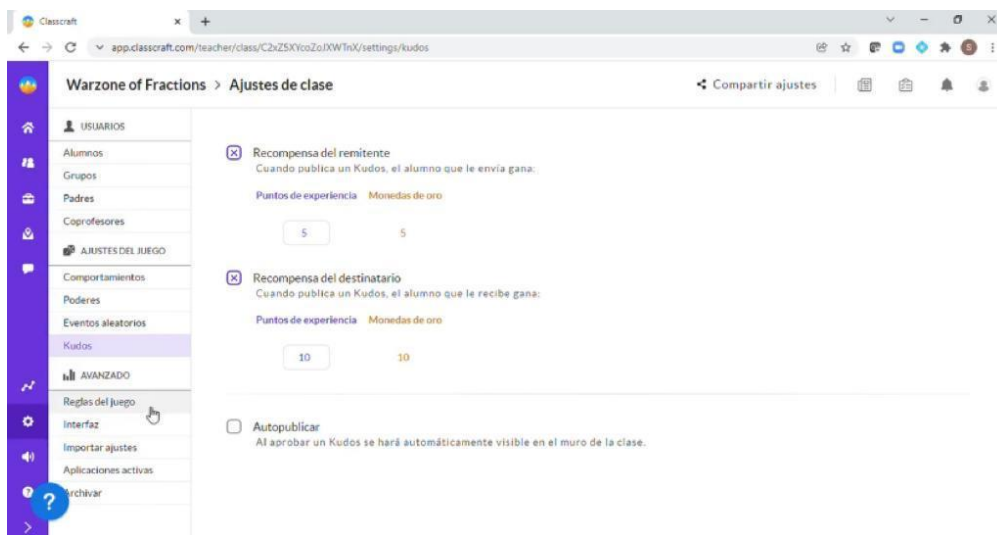 Classcraft
app.classcraft.com/teacher/class/C2xZ5XYcoZoJXWTnX/settings/kudos
S
Warzone of Fractions > Ajustes de clase
Compartir ajustes
USUARIOS
Alumnos
Grupos
Padres
Coprofesores
AJUSTES DEL JUEGO
Comportamientos
Poderes
Eventos aleatorios
Kudos
AVANZADO
Reglas del juego
Interfaz
Importar ajustes
Aplicaciones activas
Archivar
?
?
Recompensa del remitente
Cuando publica un Kudos, el alumno que le envía gana:
Puntos de experiencia Monedas de oro
5 5
Recompensa del destinatario
Cuando publica un Kudos, el alumno que le recibe gana:
Puntos de experiencia Monedas de oro
10 10
Autopublicar
Al aprobar un Kudos se hará automáticamente visible en el muro de la clase.